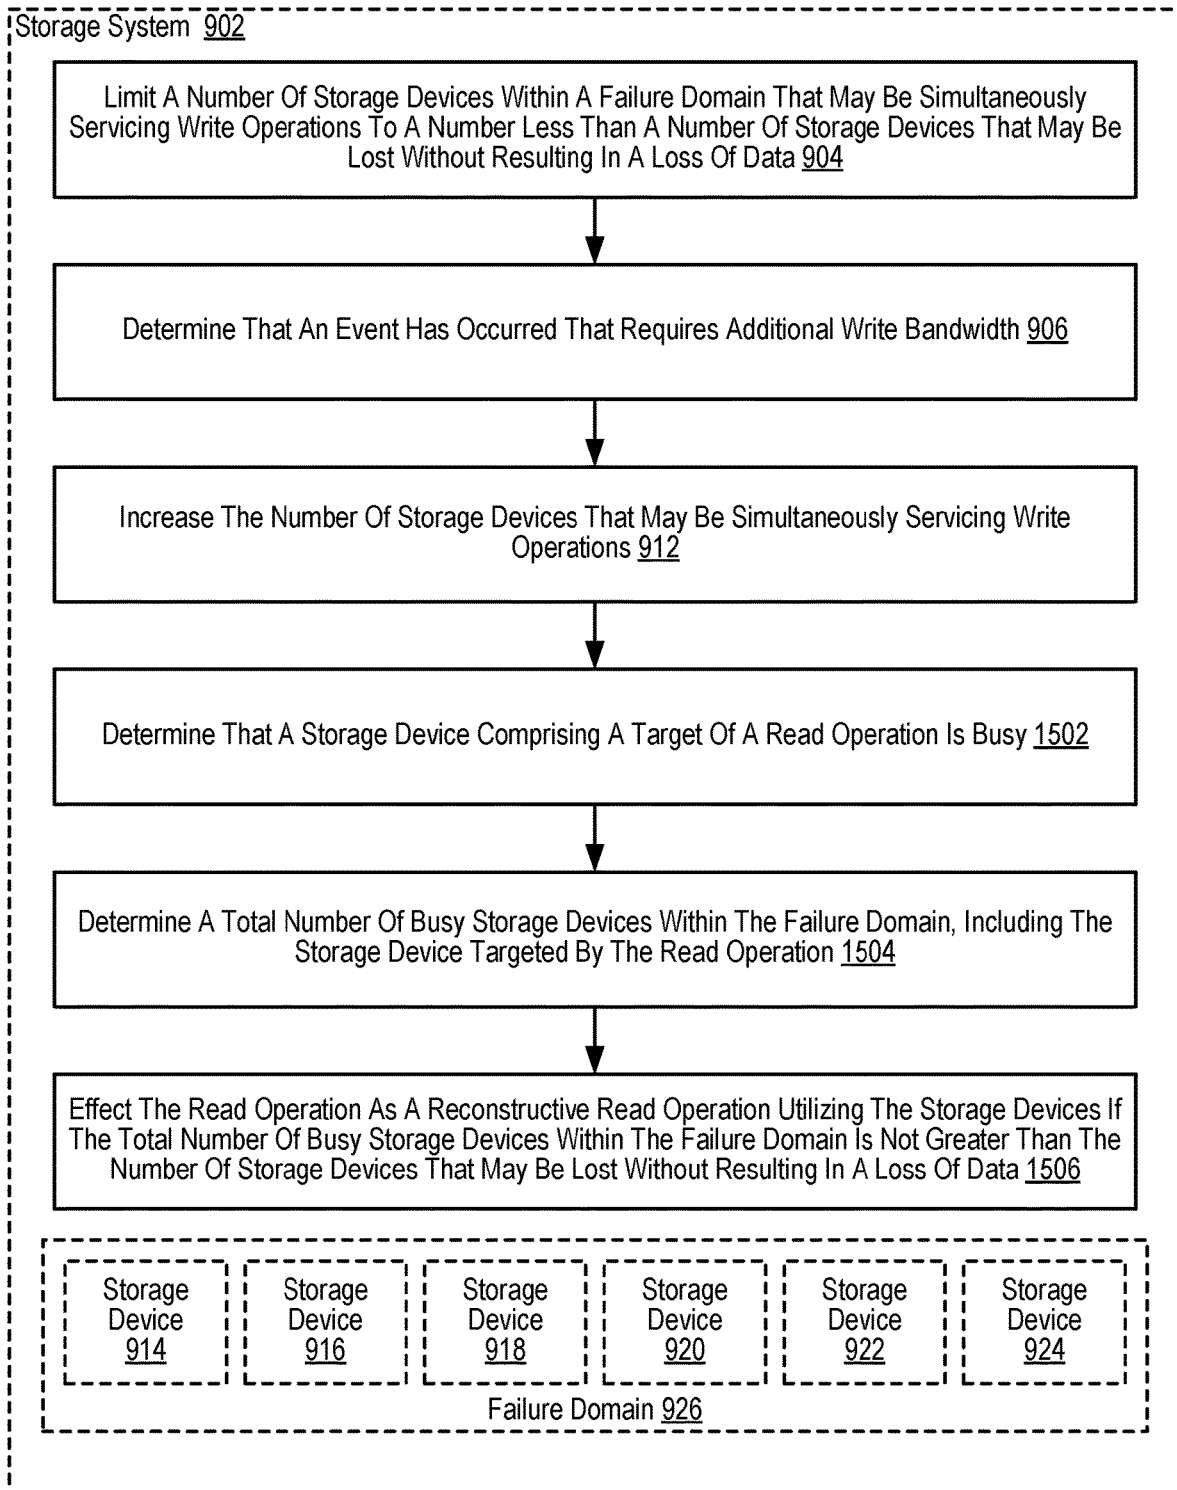 Storage System 902
Limit A Number Of Storage Devices Within A Failure Domain That May Be Simultaneously
Servicing Write Operations To A Number Less Than A Number Of Storage Devices That May Be
Lost Without Resulting In A Loss Of Data 904
Determine That An Event Has Occurred That Requires Additional Write Bandwidth 906
Increase The Number Of Storage Devices That May Be Simultaneously Servicing Write
Operations 912
Determine That A Storage Device Comprising A Target Of A Read Operation Is Busy 1502
Determine A Total Number Of Busy Storage Devices Within The Failure Domain, Including The
Storage Device Targeted By The Read Operation 1504
Effect The Read Operation As A Reconstructive Read Operation Utilizing The Storage Devices If
The Total Number Of Busy Storage Devices Within The Failure Domain Is Not Greater Than The
Number Of Storage Devices That May Be Lost Without Resulting In A Loss Of Data 1506
Storage
Device
914
Storage
Device
916
Storage
Device
918
Storage
Device
920
Storage
Device
922
Storage
Device
924
Failure Domain 926